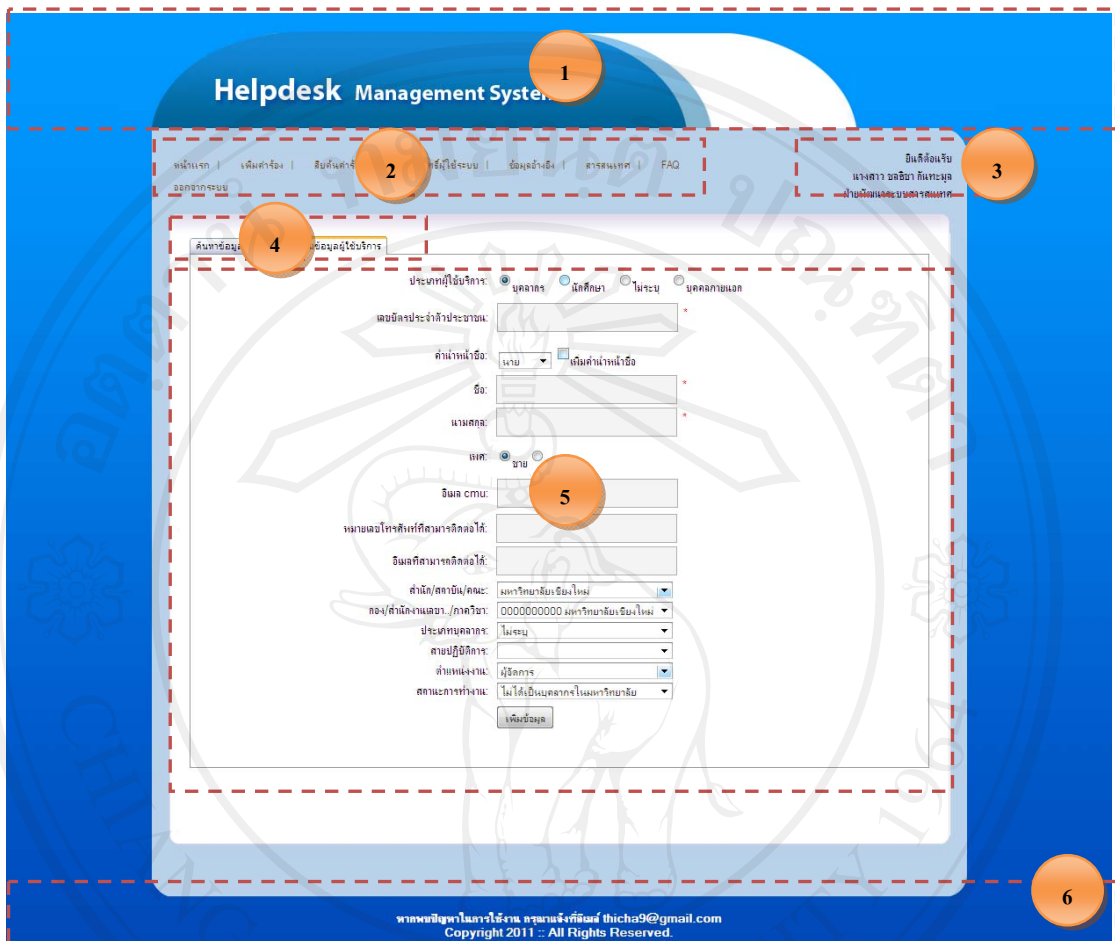 Helpdesk Management System
1
หน้าแรก | เพิ่มคำร้อง | สืบค้นคำร้ สิทธิ์ผู้ใช้ระบบ | ข้อมูลอ้างอิง | สารสนเทศ | FAQ
2
ออกจากระบบ
ยินดีต้อนรับ
นางสาว
ฝ่ายพัฒนาระบบสารสนเทศ
3
ค้นหาข้อมูล ข้อมูลผู้ใช้บริการ
4
ประเภทผู้ใช้บริการ: บุคลากร นักศึกษา ไม่ระบุ บุคคลภายนอก
เลขบัตรประจำตัวประชาชน: *
คำนำหน้าชื่อ: นาย เพิ่มคำนำหน้าชื่อ
ชื่อ: *
นามสกุล: *
เพศ: ชาย
อีเมล cmu:
5
หมายเลขโทรศัพท์ที่สามารถติดต่อได้:
อีเมลที่สามารถติดต่อได้:
สำนัก/สถาบัน/คณะ: มหาวิทยาลัยเชียงใหม่
กอง/สำนักงานเลขา../ภาควิชา: 0000000000 มหาวิทยาลัยเชียงใหม่
ประเภทบุคลากร: ไม่ระบุ
สายปฏิบัติการ:
ตำแหน่งงาน: ผู้จัดการ
สถานะการทำงาน: ไม่ได้เป็นบุคลากรในมหาวิทยาลัย
เพิ่มข้อมูล
6
หากพบปัญหาในการใช้งาน กรุณาแจ้งที่อีเมล์ thicha9@gmail.com
Copyright 2011 :: All Rights Reserved.